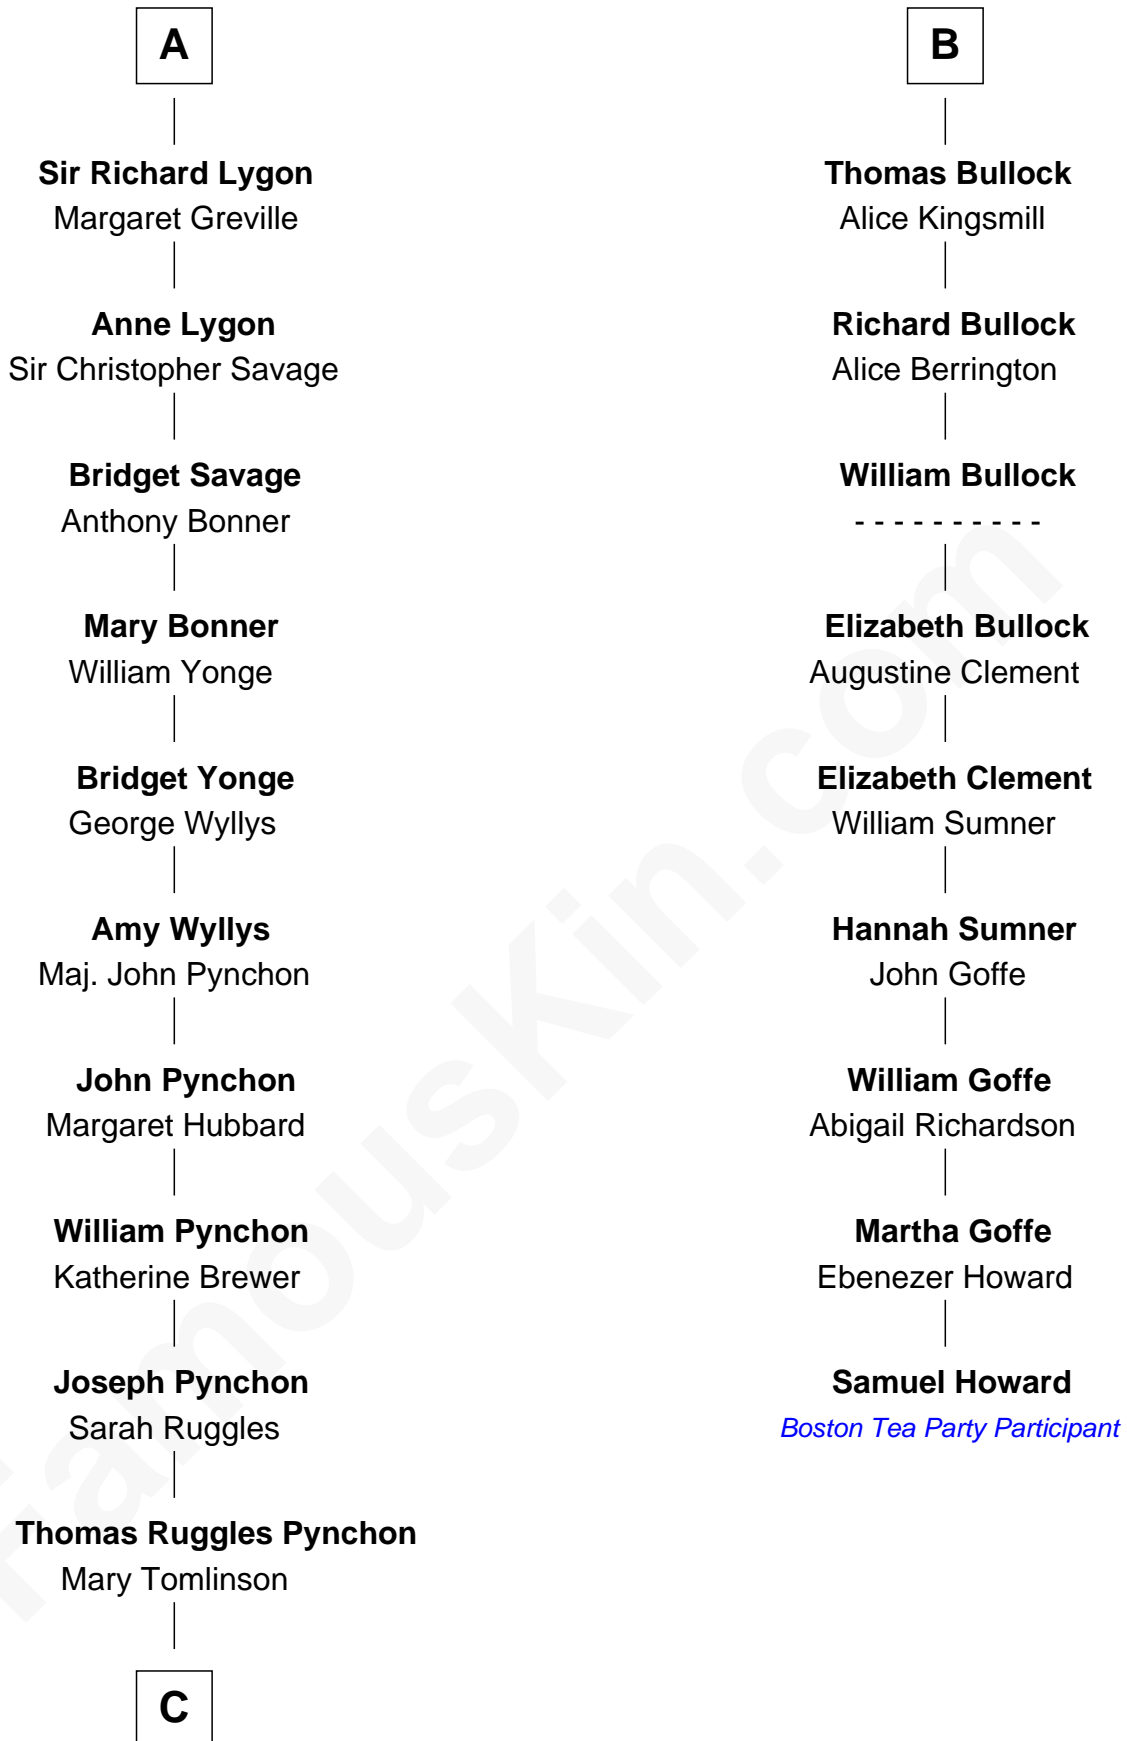 A
Sir Richard Lygon
Margaret Greville
Anne Lygon
Sir Christopher Savage
Bridget Savage
Anthony Bonner
Mary Bonner
William Yonge
Bridget Yonge
George Wyllys
Amy Wyllys
Maj. John Pynchon
John Pynchon
Margaret Hubbard
William Pynchon
Katherine Brewer
Joseph Pynchon
Sarah Ruggles
Thomas Ruggles Pynchon
Mary Tomlinson
C
B
Thomas Bullock
Alice Kingsmill
Richard Bullock
Alice Berrington
William Bullock
- - - - - - - - - -
Elizabeth Bullock
Augustine Clement
Elizabeth Clement
William Sumner
Hannah Sumner
John Goffe
William Goffe
Abigail Richardson
Martha Goffe
Ebenezer Howard
Samuel Howard
Boston Tea Party Participant
FamousKin.com